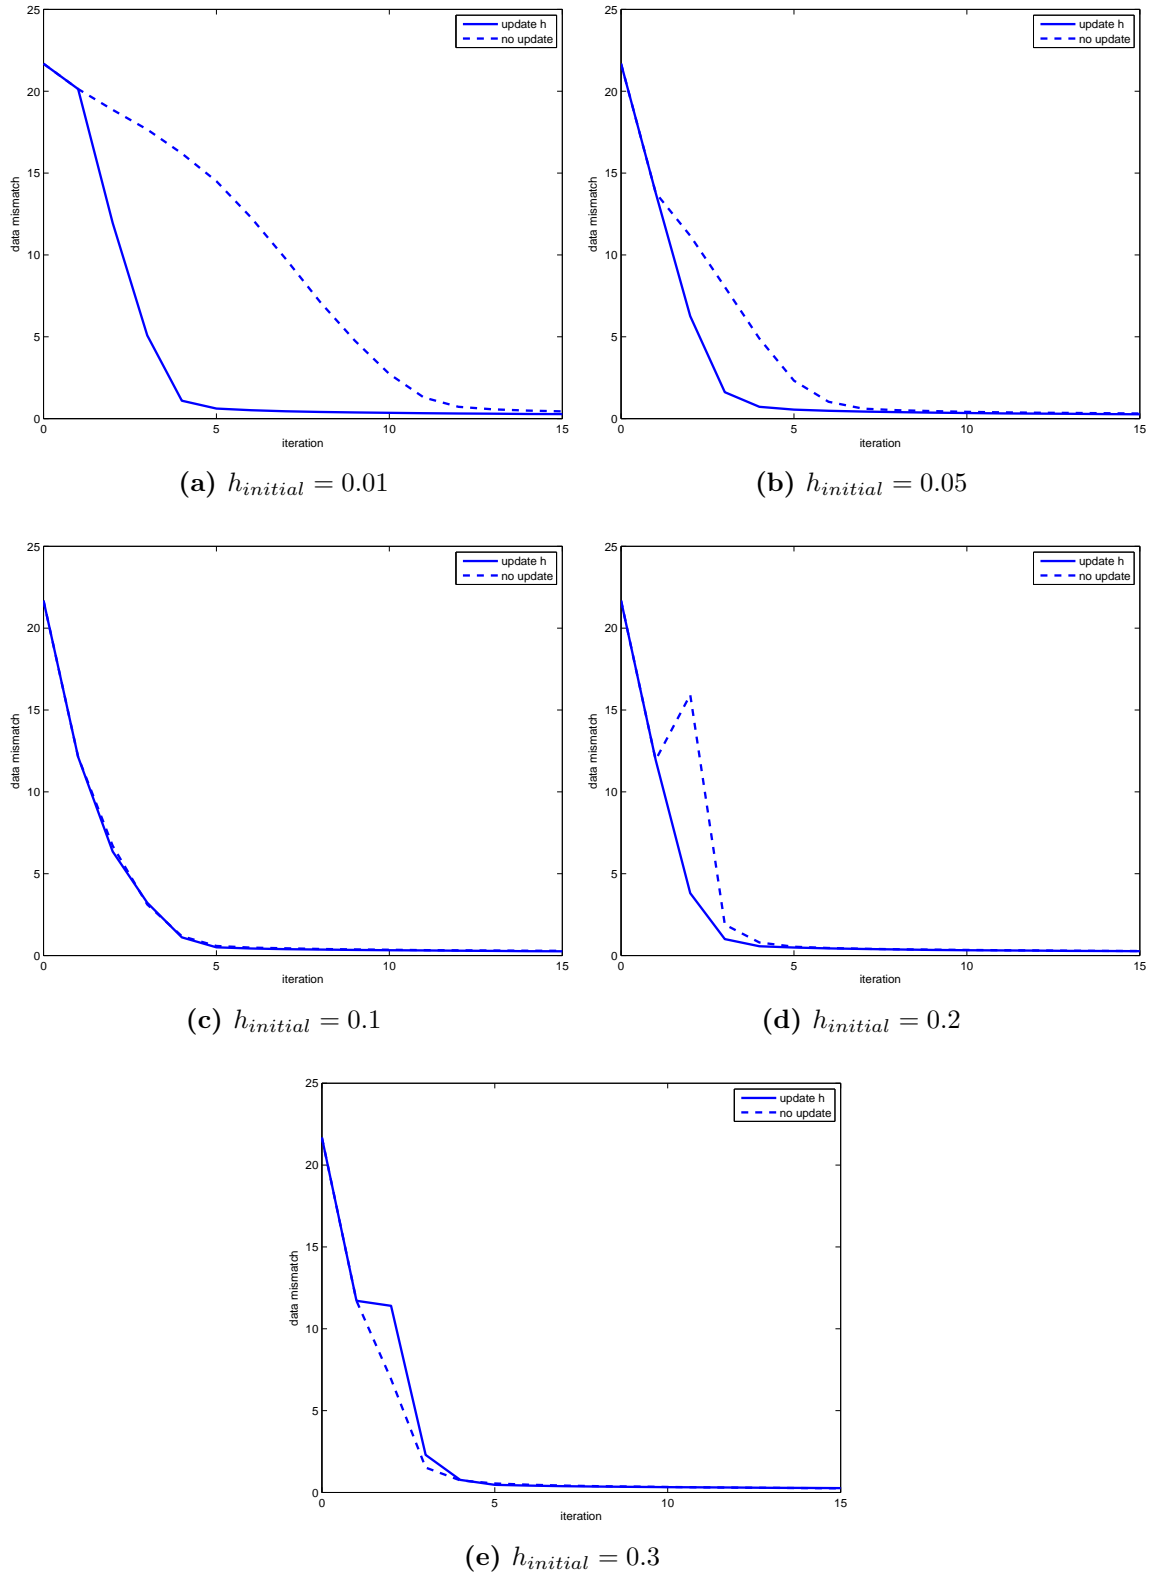 25
20
15
10
5
0
data mismatch
0 5 10 15
iteration
update h
no update
(a) h_initial = 0.01
25
20
15
10
5
0
data mismatch
0 5 10 15
iteration
update h
no update
(b) h_initial = 0.05
25
20
15
10
5
0
data mismatch
0 5 10 15
iteration
update h
no update
(c) h_initial = 0.1
25
20
15
10
5
0
data mismatch
0 5 10 15
iteration
update h
no update
(d) h_initial = 0.2
25
20
15
10
5
0
data mismatch
0 5 10 15
iteration
update h
no update
(e) h_initial = 0.3